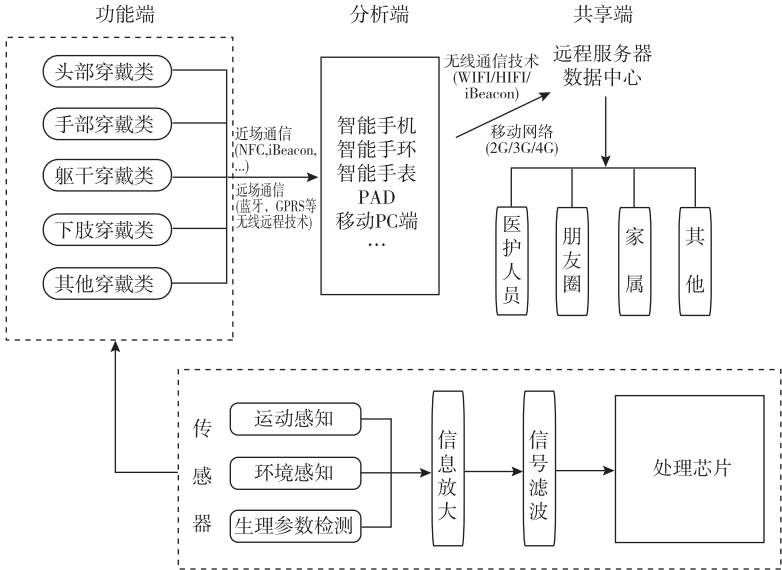 功能端
分析端
共享端
头部穿戴类
手部穿戴类
躯干穿戴类
下肢穿戴类
其他穿戴类
近场通信
(NFC,iBeacon,
...)
远场通信
(蓝牙，GPRS等
无线远程技术)
智能手机
智能手环
智能手表
PAD
移动PC端
...
无线通信技术
(WIFI/HIFI/
iBeacon)
移动网络
(2G/3G/4G)
远程服务器
数据中心
医护人员
朋友圈
家属
其他
传感器
运动感知
环境感知
生理参数检测
信息放大
信号滤波
处理芯片